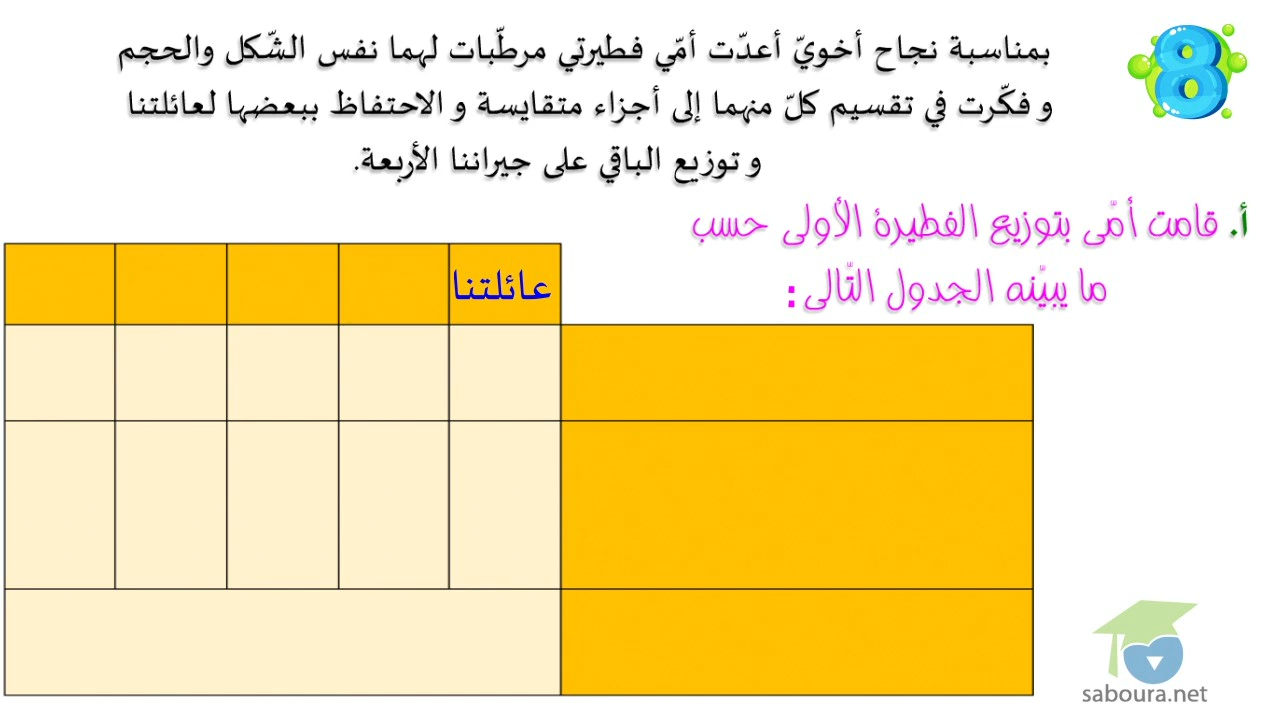 8
بمناسبة نجاح أخويّ أعدّت أمّي فطيرتي مرطّبات لهما نفس الشّكل والحجم
و فكّرت في تقسيم كلّ منهما إلى أجزاء متقايسة و الاحتفاظ ببعضها لعائلتنا
و توزيع الباقي على جيراننا الأربعة.
أ. قامت أمّي بتوزيع الفطيرة الأولى حسب
ما يبيّنه الجدول التّالي :
عائلتنا
saboura.net